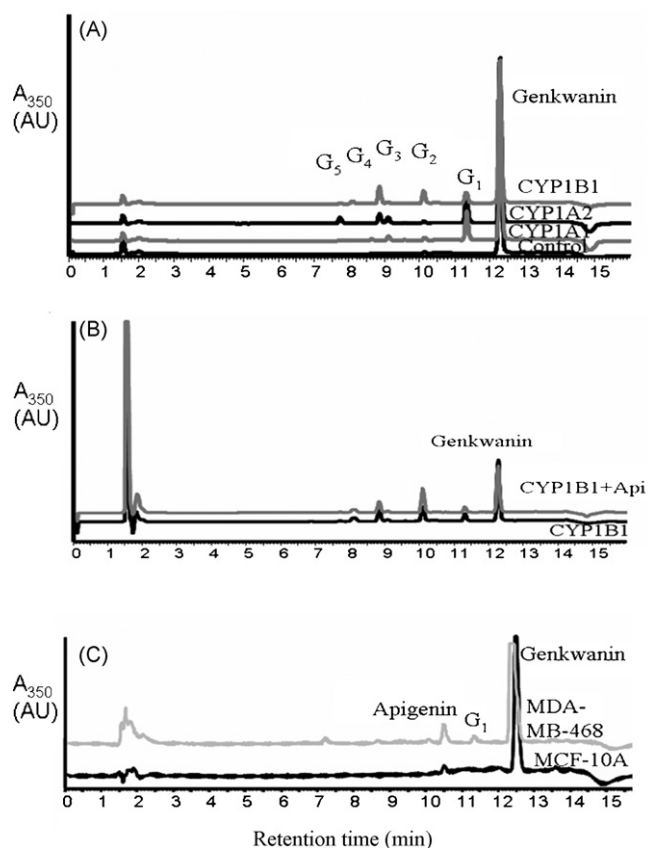 (A)
A350
(AU)
Genkwanin
G5 G4 G3 G2 G1
CYP1B1
CYP1A2
CYP1A1
Control
0 1 2 3 4 5 6 7 8 9 10 11 12 13 14 15
(B)
A350
(AU)
Genkwanin
CYP1B1+Api
CYP1B1
0 1 2 3 4 5 6 7 8 9 10 11 12 13 14 15
(C)
A350
(AU)
Genkwanin
Apigenin
G1
MDA-
MB-468
MCF-10A
0 1 2 3 4 5 6 7 8 9 10 11 12 13 14 15
Retention time (min)